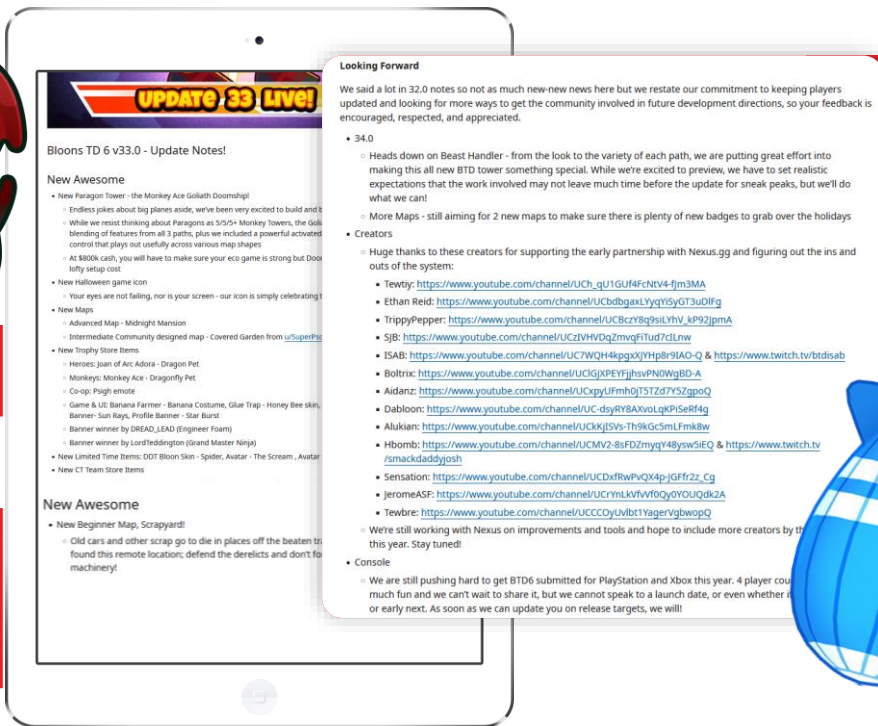 UPDATE 33 LIVE!
Bloons TD 6 v33.0 - Update Notes!
New Awesome
• New Paragon Tower - the Monkey Ace Goliath Doomship!
○ Endless jokes about big planes aside, we've been very excited to build and
○ While we resist thinking about Paragons as 5/5/5+ Monkey Towers, the
blending of features from all 3 paths, plus we included a powerful activated
control that plays out usefully across various map shapes
○ At $800k cash, you will have to make sure your eco game is strong but
lofty setup cost
• New Halloween game icon
○ Your eyes are not failing, nor is your screen - our icon is simply celebrating
• New Maps
○ Advanced Map - Midnight Mansion
○ Intermediate Community designed map - Covered Garden from
• New Trophy Store Items
○ Heroes: Joan of Arc Adora - Dragon Pet
○ Monkeys: Monkey Ace - Dragonfly Pet
○ Co-op: Psigh emote
○ Game & UI: Banana Farmer - Banana Costume, Glue Trap - Honey Bee skin,
Banner- Sun Rays, Profile Banner - Star Burst
○ Banner winner by DREAD_LEAD (Engineer Foam)
○ Banner winner by LordTeddington (Grand Master Ninja)
• New Limited Time Items: DDT Bloon Skin - Spider, Avatar - The Scream , Avatar
• New CT Team Store Items
New Awesome
• New Beginner Map, Scrapyard!
○ Old cars and other scrap go to die in places off the beaten
found this remote location; defend the derelicts and don't
machinery!
Looking Forward
We said a lot in 32.0 notes so not as much new-new news here but we restate our commitment to keeping players
updated and looking for more ways to get the community involved in future development directions, so your feedback is
encouraged, respected, and appreciated.
• 34.0
○ Heads down on Beast Handler - from the look to the variety of each path, we are putting great effort into
making this all new BTD tower something special. While we're excited to preview, we have to set realistic
expectations that the work involved may not leave much time before the update for sneak peaks, but we'll do
what we can!
○ More Maps - still aiming for 2 new maps to make sure there is plenty of new badges to grab over the holidays
• Creators
○ Huge thanks to these creators for supporting the early partnership with Nexus.gg and figuring out the ins and
outs of the system:
▪ Tewtiy: https://www.youtube.com/channel/UCh_qU1GUf4FcNtV4-fJm3MA
▪ Ethan Reid: https://www.youtube.com/channel/UCbdbgaxLYyqYiSyGT3uDlFg
▪ TrippyPepper: https://www.youtube.com/channel/UCBczY8q9siLYhV_kP92jpmA
▪ SJB: https://www.youtube.com/channel/UCzIVHVDqZmvqFiTud7cILnw
▪ ISAB: https://www.youtube.com/channel/UC7WQH4kpgxXJYHp8r9IAO-Q & https://www.twitch.tv/btdisab
▪ Boltrix: https://www.youtube.com/channel/UClGJXPEYFjjhsvPN0WgBD-A
▪ Aidanz: https://www.youtube.com/channel/UCxpyUFmh0jT5TZd7Y5ZgpoQ
▪ Dabloon: https://www.youtube.com/channel/UC-dsyRY8AXvoLqKPiSeRf4g
▪ Alukian: https://www.youtube.com/channel/UCkKjISVs-Th9kGc5mLFmk8w
▪ Hbomb: https://www.youtube.com/channel/UCMV2-8sFDZmyqY48ysw5iEQ & https://www.twitch.tv
/smackdaddyjosh
▪ Sensation: https://www.youtube.com/channel/UCDxfRwPvQX4p-JGFfr2z_Cg
▪ JeromeASF: https://www.youtube.com/channel/UCrYnLkVfvVf0Qy0YOUQdk2A
▪ Tewbre: https://www.youtube.com/channel/UCCCOyUvlbt1YagerVgbwopQ
○ We're still working with Nexus on improvements and tools and hope to include more creators by
this year. Stay tuned!
• Console
○ We are still pushing hard to get BTD6 submitted for PlayStation and Xbox this year. 4 player
much fun and we can't wait to share it, but we cannot speak to a launch date, or even whether
or early next. As soon as we can update you on release targets, we will!